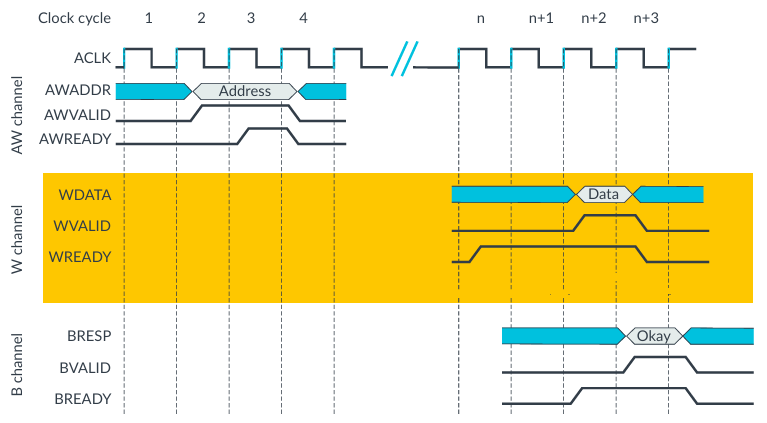 Clock cycle 1 2 3 4 n n+1 n+2 n+3
ACLK
AW channel
AWADDR Address
AWVALID
AWREADY
W channel
WDATA Data
WVALID
WREADY
B channel
BRESP Okay
BVALID
BREADY